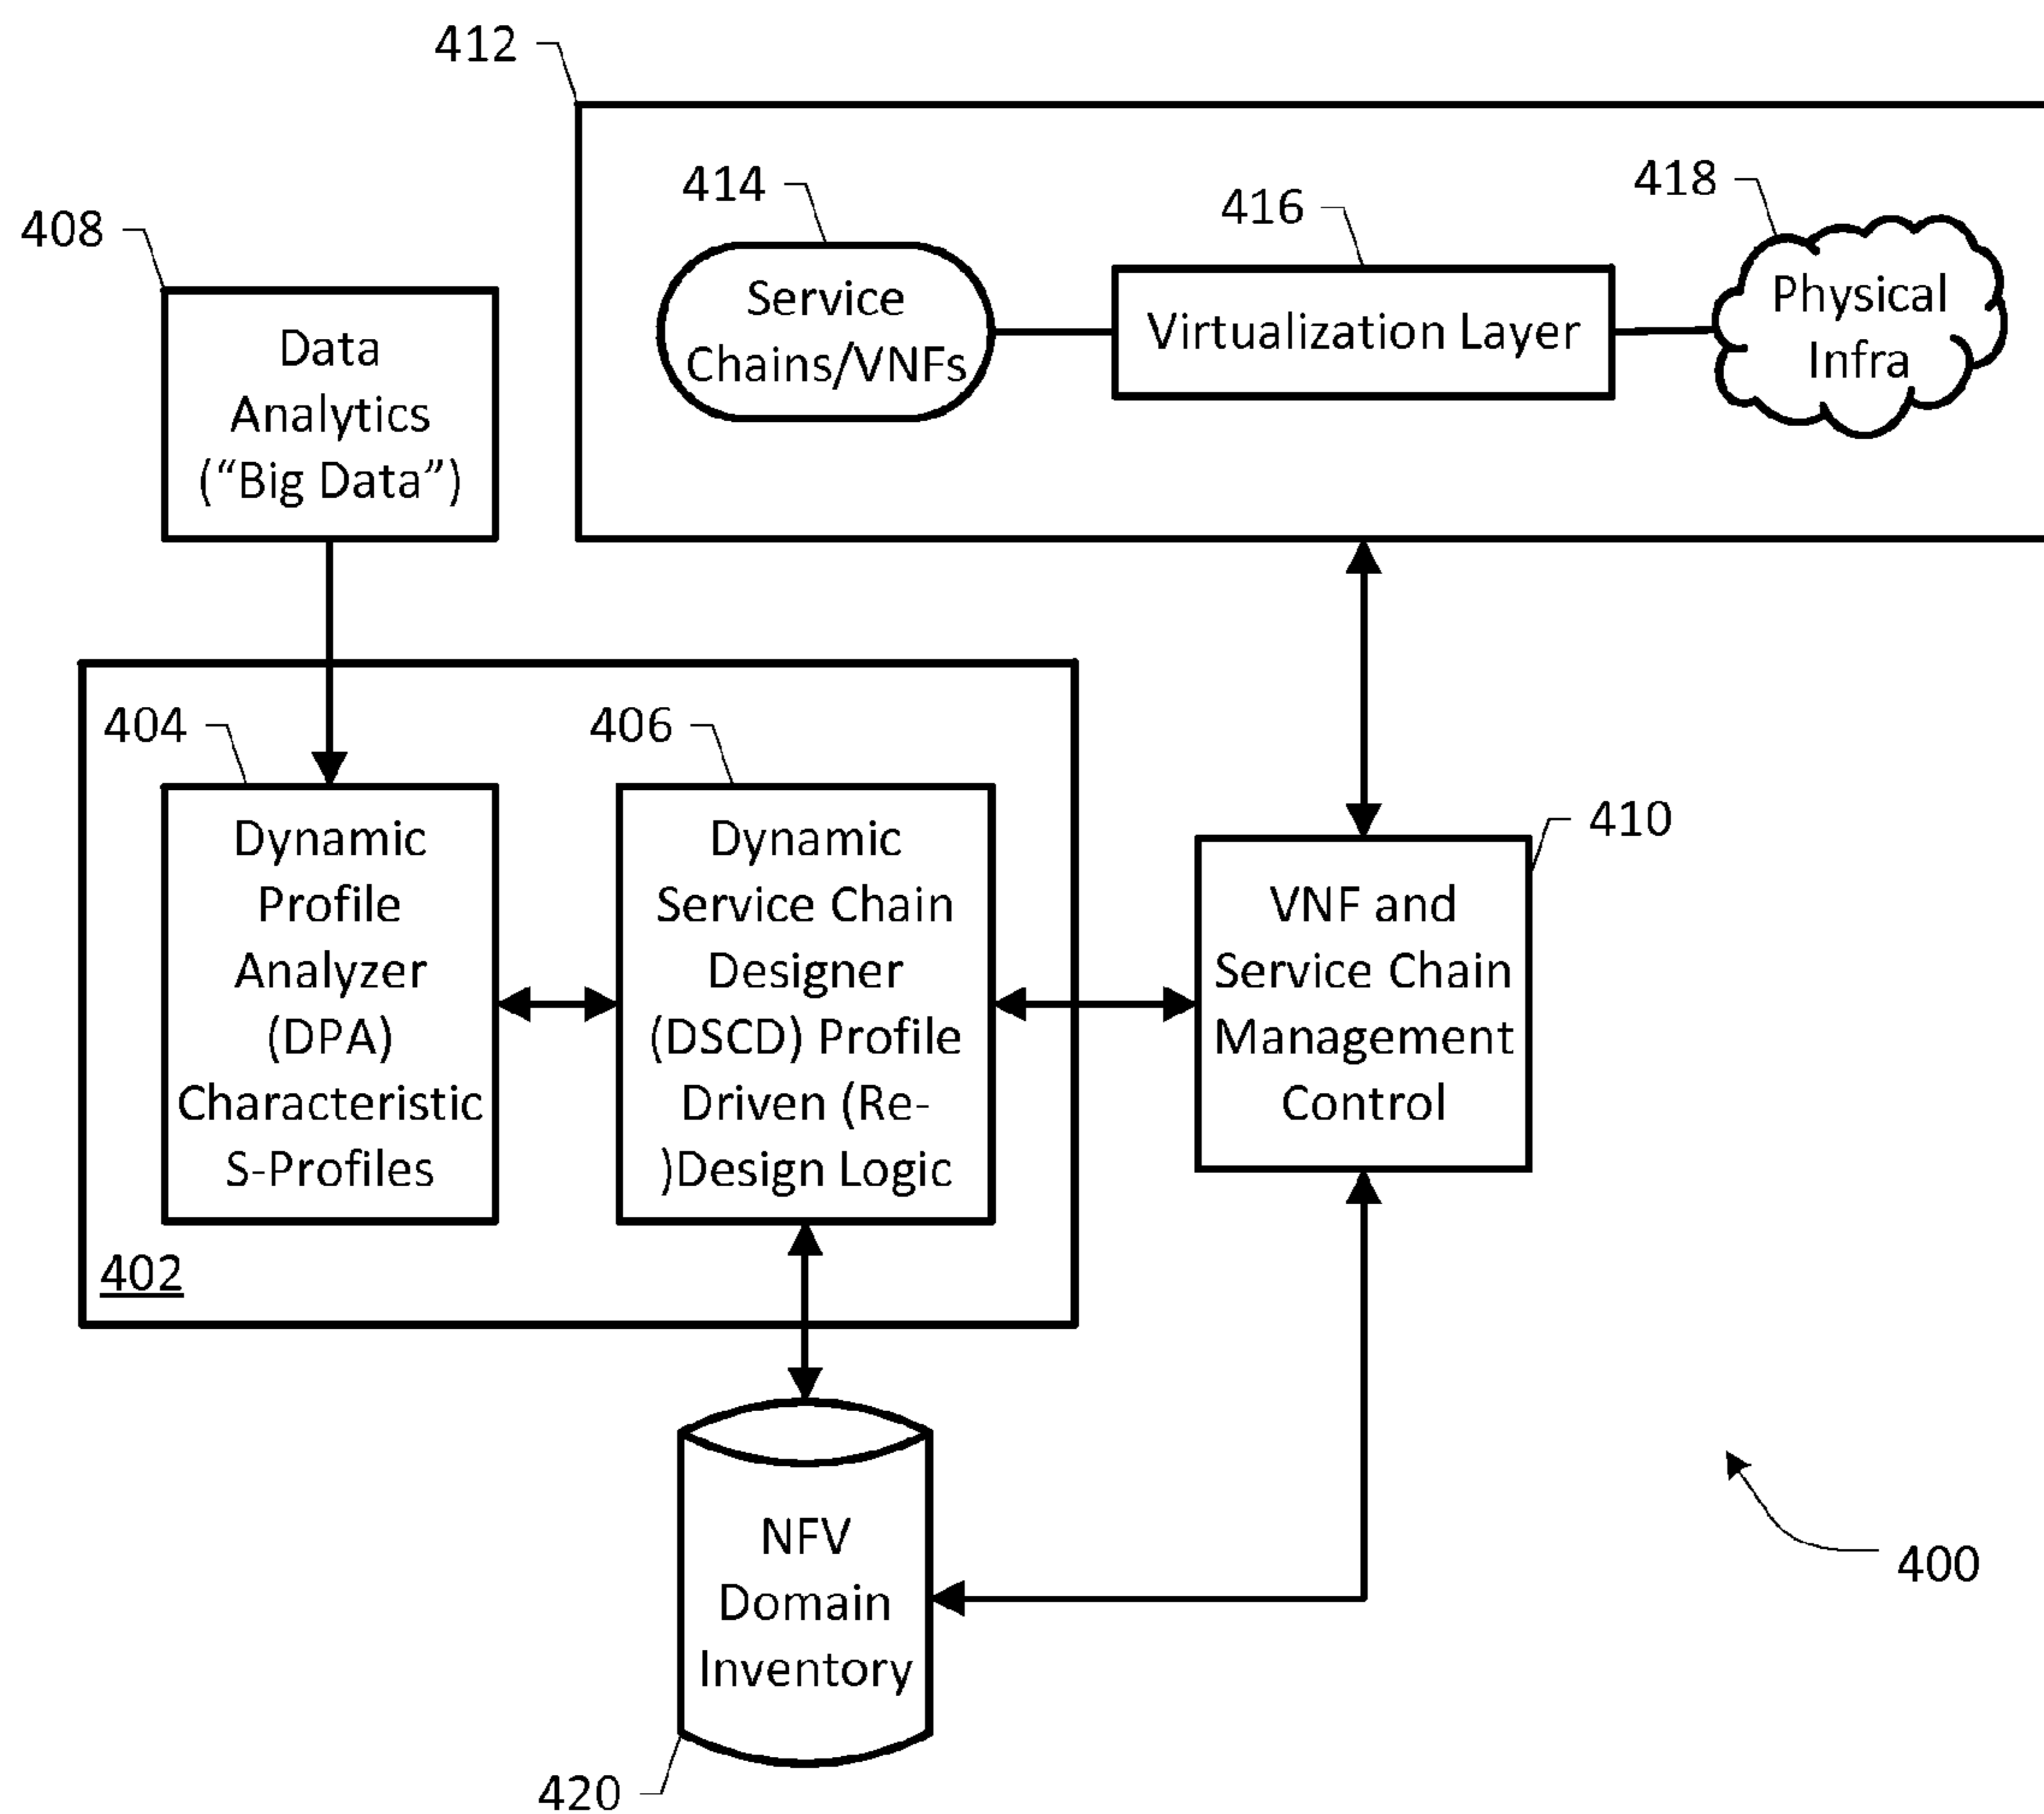 412
414
416
418
408
Service
Chains/VNFs
Virtualization Layer
Physical
Infra
Data
Analytics
(“Big Data”)
404
406
410
Dynamic
Profile
Analyzer
(DPA)
Characteristic
S-Profiles
Dynamic
Service Chain
Designer
(DSCD) Profile
Driven (Re-
)Design Logic
VNF and
Service Chain
Management
Control
402
NFV
Domain
Inventory
400
420